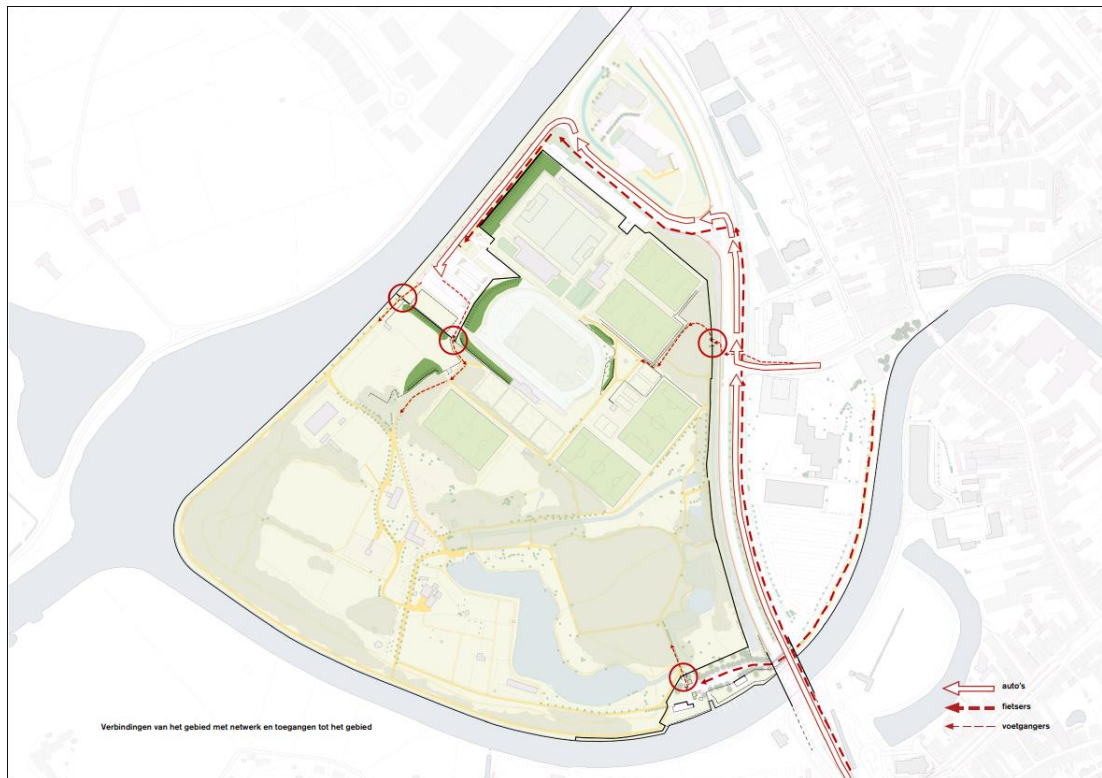 auto's
fietsers
voetgangers
Verbindingen van het gebied met netwerk en toegangen tot het gebied